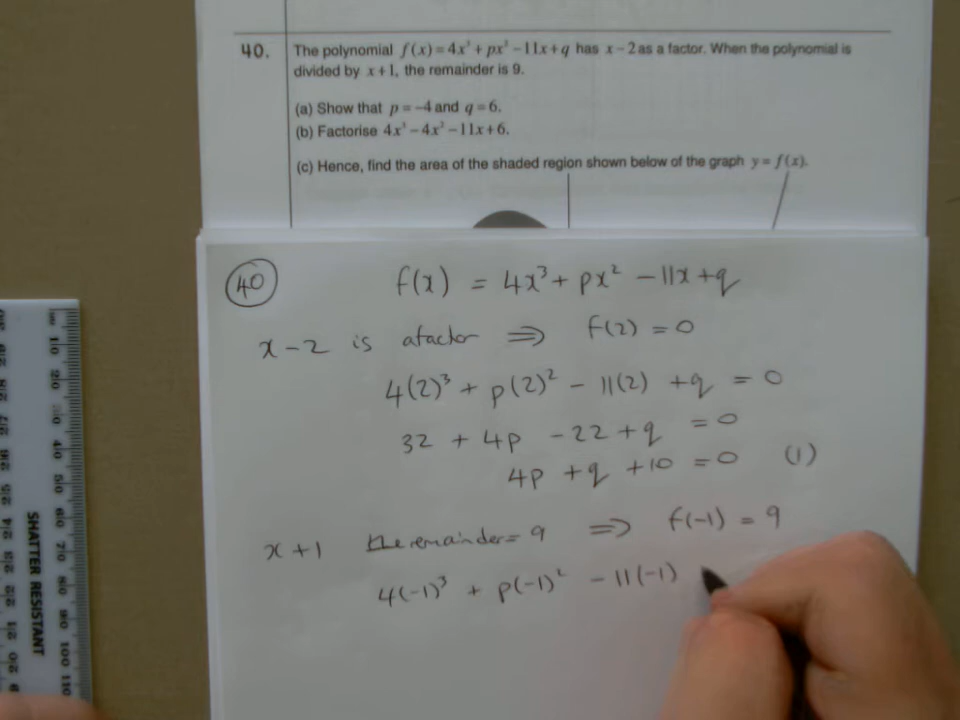 40. The polynomial f(x) = 4x³ + px² – 11x + q has x – 2 as a factor. When the polynomial is
divided by x + 1, the remainder is 9.
(a) Show that p = –4 and q = 6.
(b) Factorise 4x³ – 4x² – 11x + 6.
(c) Hence, find the area of the shaded region shown below of the graph y = f(x).
40 f(x) = 4x³ + px² – 11x + q
x – 2 is a factor ⇒ f(2) = 0
4(2)³ + p(2)² – 11(2) + q = 0
32 + 4p – 22 + q = 0
4p + q + 10 = 0 (1)
x + 1 the remainder = 9 ⇒ f(-1) = 9
4(-1)³ + p(-1)² – 11(-1)
SHATTER RESISTANT
10 20 30 40 50 60 70 80 90 100 110